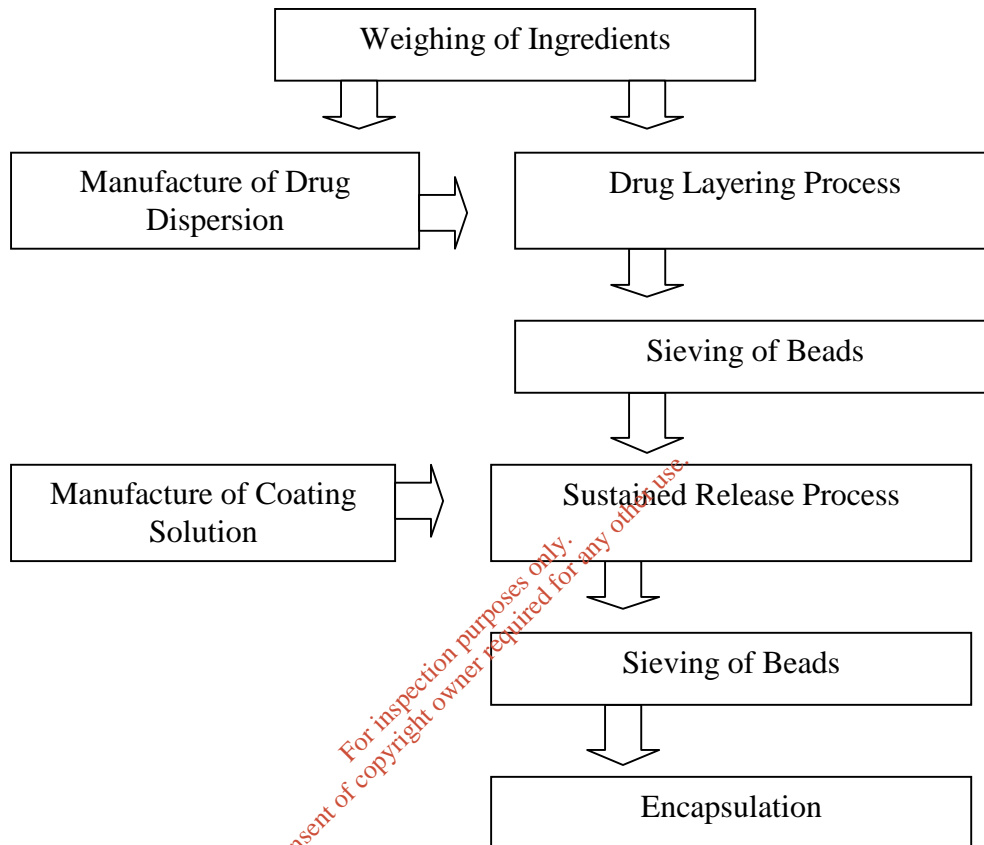 Weighing of Ingredients
Manufacture of Drug
Dispersion
Drug Layering Process
Sieving of Beads
Manufacture of Coating
Solution
Sustained Release Process
Sieving of Beads
Encapsulation
For inspection purposes only.
of copyright owner required for any other use.